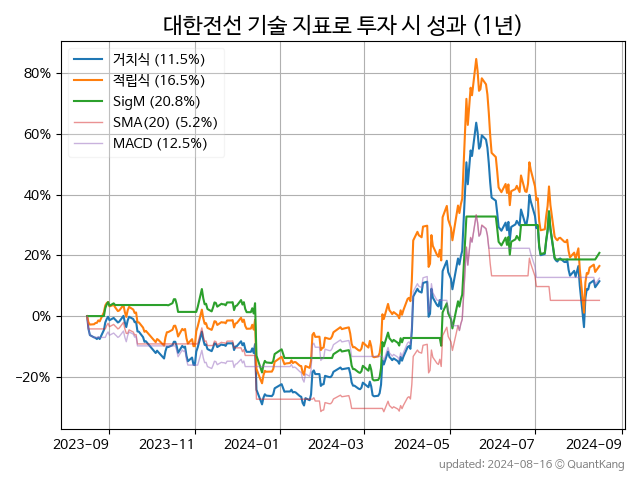 대한전선 기술 지표로 투자 시 성과 (1년)
거치식 (11.5%)
적립식 (16.5%)
SigM (20.8%)
SMA(20) (5.2%)
MACD (12.5%)
80%
60%
40%
20%
0%
−20%
2023-09 2023-11 2024-01 2024-03 2024-05 2024-07 2024-09
updated: 2024-08-16 © QuantKang